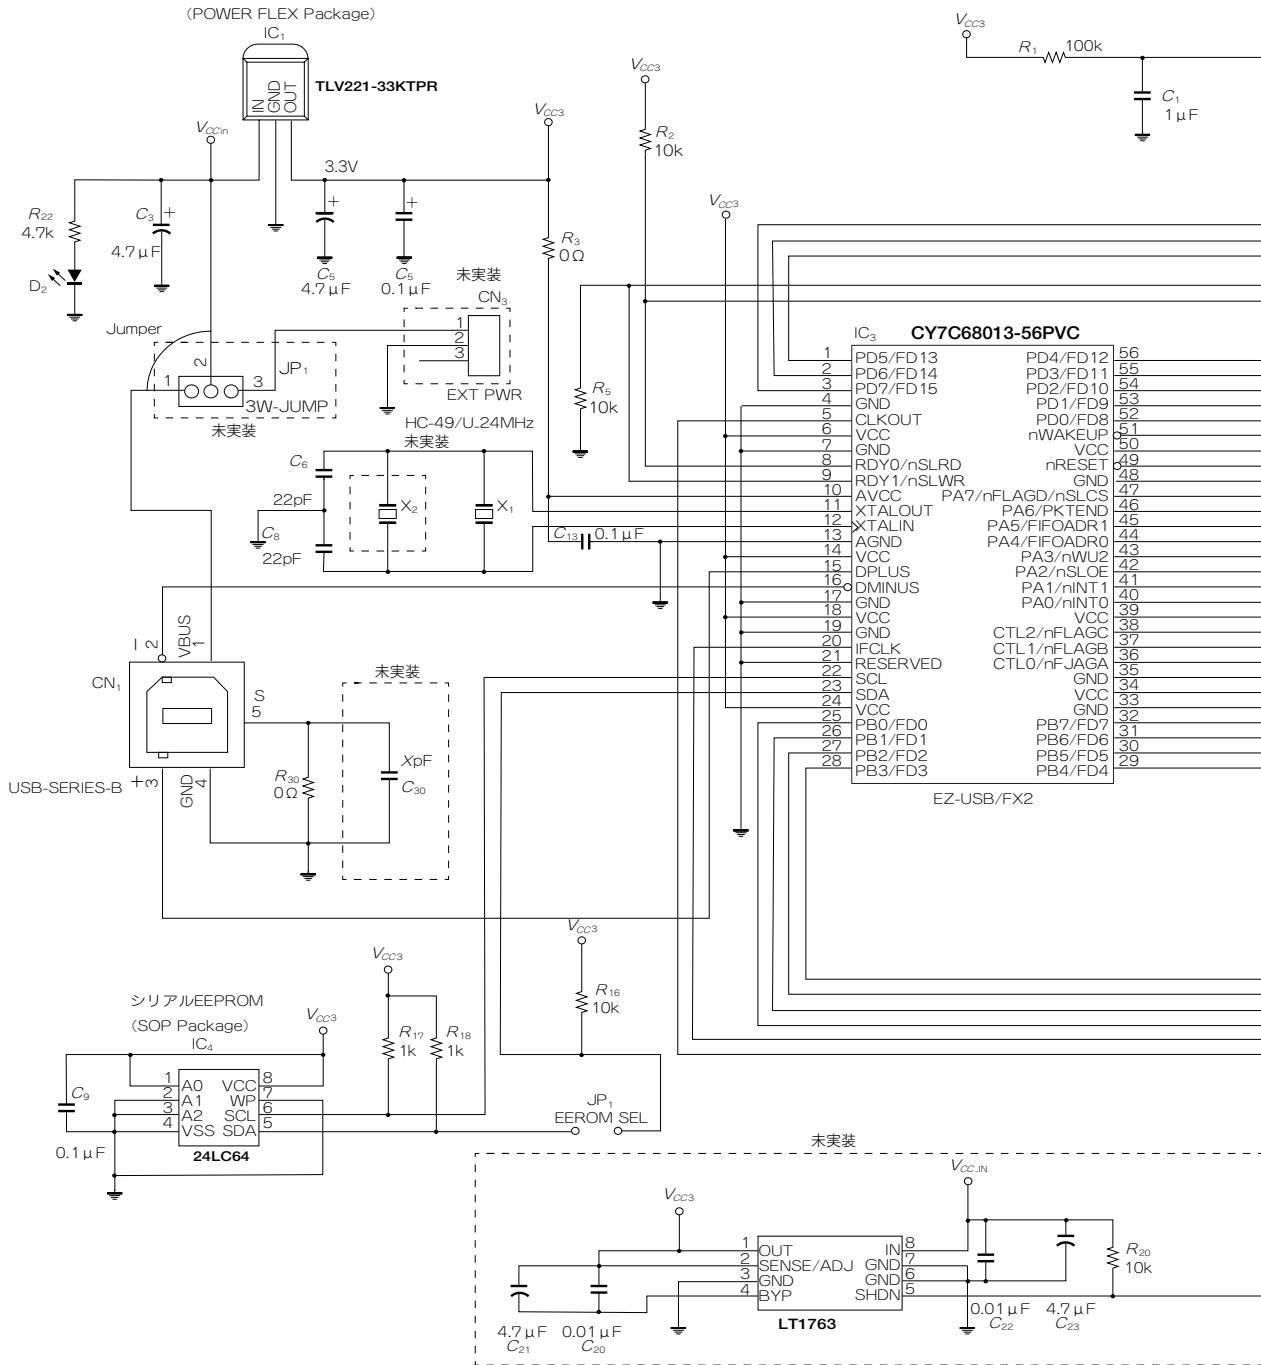 (POWER FLEX Package)
IC₁
TLV221-33KTPR
IN
GND
OUT
VCCin
3.3V
VCC3
R₂₂
4.7k
D₂
C₃
+
4.7μF
+
C₅
4.7μF
+
C₅
0.1μF
R₃
0Ω
VCC3
R₂
10k
VCC3
R₁
100k
C₁
1μF
VCC3
Jumper
1
2
3
JP₁
3W-JUMP
未実装
未実装
CN₃
1
2
3
EXT PWR
R₅
10k
HC-49/U_24MHz
未実装
C₆
22pF
C₈
22pF
X₂
X₁
C₁₃
0.1μF
IC₃
CY7C68013-56PVC
1 PD5/FD13
2 PD6/FD14
3 PD7/FD15
4 GND
5 CLKOUT
6 VCC
7 GND
8 RDY0/nSLRD
9 RDY1/nSLWR
10 AVCC
11 XTALOUT
12 XTALIN
13 AGND
14 VCC
15 DPLUS
16 DMINUS
17 GND
18 VCC
19 GND
20 IFCLK
21 RESERVED
22 SCL
23 SDA
24 VCC
25 PB0/FD0
26 PB1/FD1
27 PB2/FD2
28 PB3/FD3
PD4/FD12 56
PD3/FD11 55
PD2/FD10 54
PD1/FD9 53
PD0/FD8 52
nWAKEUP 51
VCC 50
nRESET 49
GND 48
PA7/nFLAGD/nSLCS 47
PA6/PKTEND 46
PA5/FIFOADR1 45
PA4/FIFOADR0 44
PA3/nWU2 43
PA2/nSLOE 42
PA1/nINT1 41
PA0/nINT0 40
VCC 39
CTL2/nFLAGC 38
CTL1/nFLAGB 37
CTL0/nFJAGA 36
GND 35
VCC 34
GND 33
PB7/FD7 32
PB6/FD6 31
PB5/FD5 30
PB4/FD4 29
EZ-USB/FX2
CN₁
− 2
VBUS 1
S
5
+ 3
GND 4
USB-SERIES-B
R₃₀
0Ω
未実装
XpF
C₃₀
シリアルEEPROM
(SOP Package)
IC₄
VCC3
1 A0
2 A1
3 A2
4 VSS
VCC 8
WP 7
SCL 6
SDA 5
24LC64
C₉
0.1μF
VCC3
R₁₇
1k
R₁₈
1k
VCC3
R₁₆
10k
JP₁
EEROM SEL
未実装
VCC3
VCC_IN
1 OUT
2 SENSE/ADJ
3 GND
4 BYP
IN 8
GND 7
GND 6
SHDN 5
LT1763
4.7μF
C₂₁
0.01μF
C₂₀
0.01μF
C₂₂
4.7μF
C₂₃
R₂₀
10k